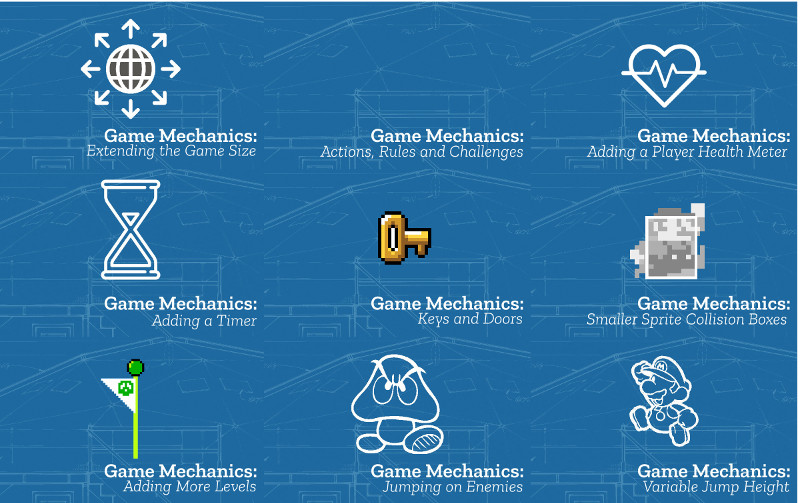 Game Mechanics:
Extending the Game Size
Game Mechanics:
Actions, Rules and Challenges
Game Mechanics:
Adding a Player Health Meter
Game Mechanics:
Adding a Timer
Game Mechanics:
Keys and Doors
Game Mechanics:
Smaller Sprite Collision Boxes
Game Mechanics:
Adding More Levels
Game Mechanics:
Jumping on Enemies
M
Game Mechanics:
Variable Jump Height